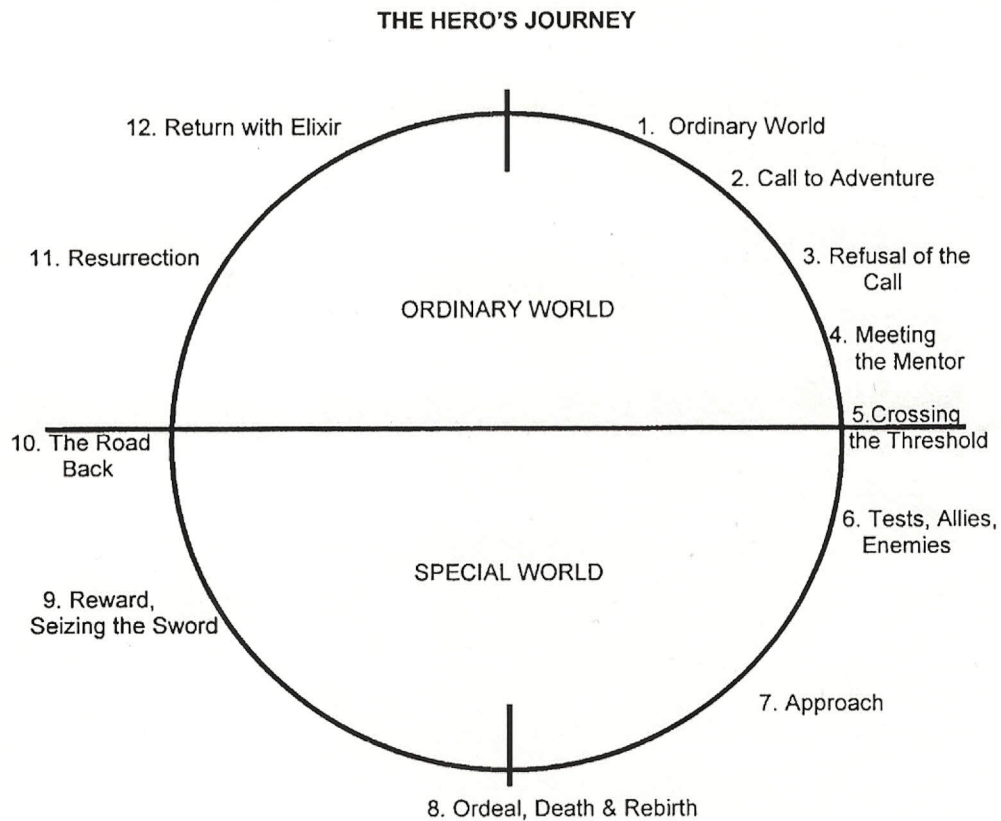 THE HERO'S JOURNEY
12. Return with Elixir
1. Ordinary World
2. Call to Adventure
11. Resurrection
3. Refusal of the
Call
ORDINARY WORLD
4. Meeting
the Mentor
5.Crossing
the Threshold
10. The Road
Back
6. Tests, Allies,
Enemies
SPECIAL WORLD
9. Reward,
Seizing the Sword
7. Approach
8. Ordeal, Death & Rebirth